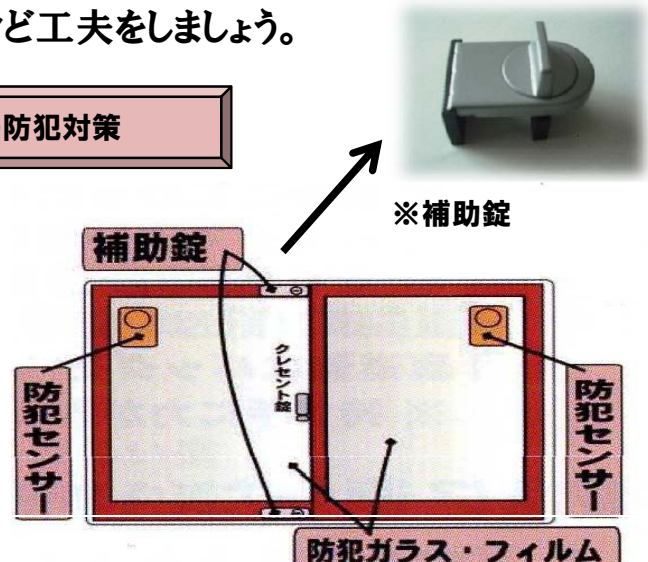 ど工夫をしましょう。
防犯対策
※補助錠
補助錠
防犯センサー
クレセント錠
防犯センサー
防犯ガラス・フィルム